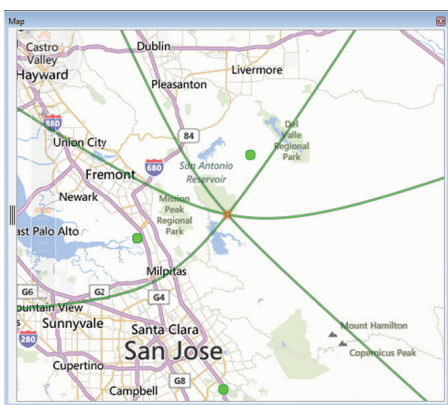 Map
Castro
Valley
Hayward
Dublin
Livermore
Pleasanton
880
Union City
84
Del
Valle
Regional
Park
680
San Antonio
Reservoir
Fremont
Newark
Mission
Peak
Regional
Park
ast Palo Alto
Milpitas
G6
G2
G4
ountain View
Sunnyvale
Santa Clara
280
San Jose
Mount Hamilton
Copernicus Peak
Cupertino
G8
Campbell